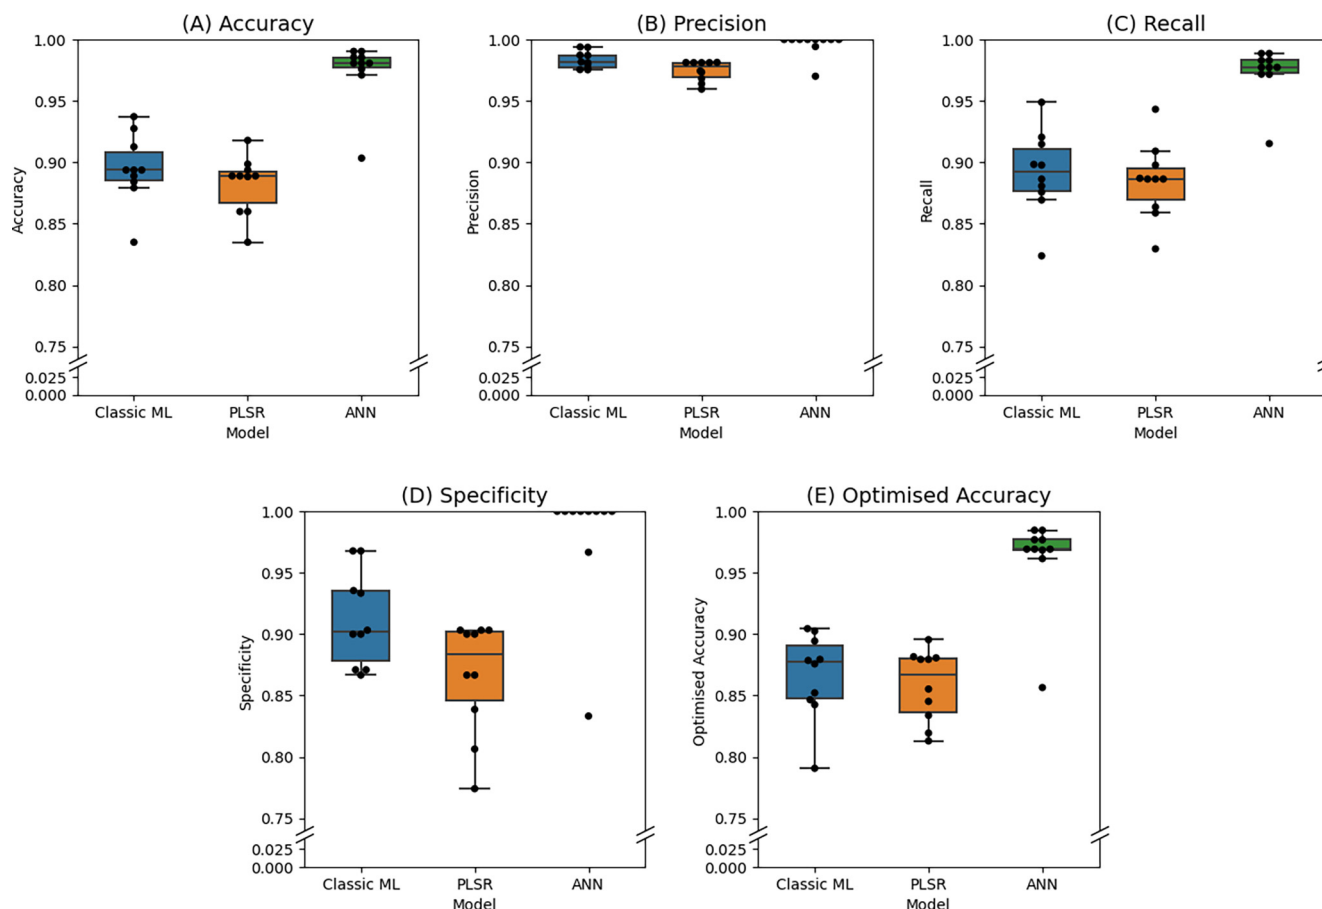 (A) Accuracy
1.00
0.95
0.90
0.85
0.80
0.75
0.025
0.000
Accuracy
Classic ML PLSR ANN
Model
(B) Precision
1.00
0.95
0.90
0.85
0.80
0.75
0.025
0.000
Precision
Classic ML PLSR ANN
Model
(C) Recall
1.00
0.95
0.90
0.85
0.80
0.75
0.025
0.000
Recall
Classic ML PLSR ANN
Model
(D) Specificity
1.00
0.95
0.90
0.85
0.80
0.75
0.025
0.000
Specificity
Classic ML PLSR ANN
Model
(E) Optimised Accuracy
1.00
0.95
0.90
0.85
0.80
0.75
0.025
0.000
Optimised Accuracy
Classic ML PLSR ANN
Model